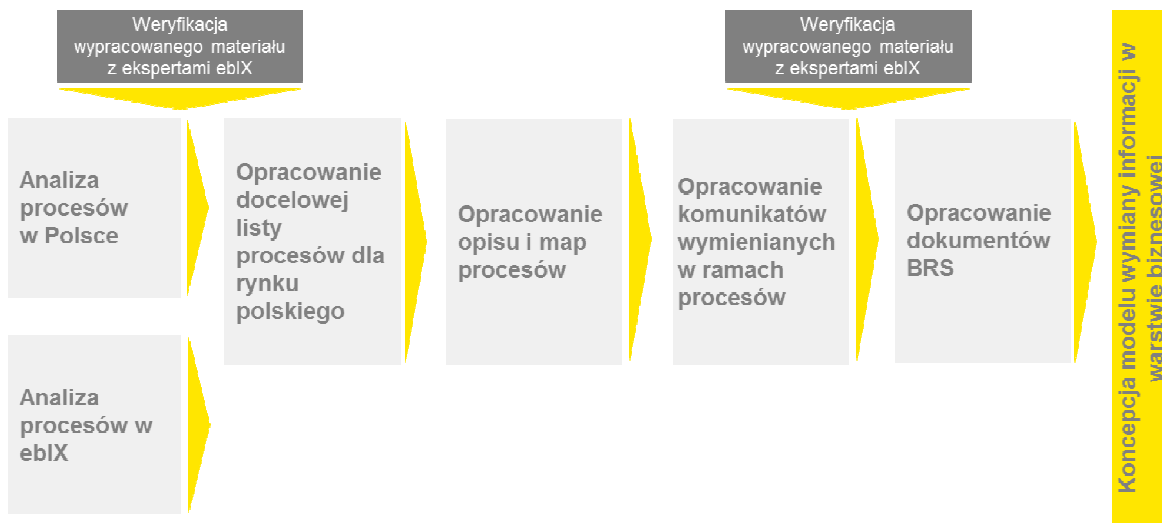 Weryfikacja
wypracowanego materiału
z ekspertami ebIX
Weryfikacja
wypracowanego materiału
z ekspertami ebIX
Analiza
procesów
w Polsce
Analiza
procesów w
ebIX
Opracowanie
docelowej
listy
procesów dla
rynku
polskiego
Opracowanie
opisu i map
procesów
Opracowanie
komunikatów
wymienianych
w ramach
procesów
Opracowanie
dokumentów
BRS
Koncepcja modelu wymiany informacji w
warstwie biznesowej